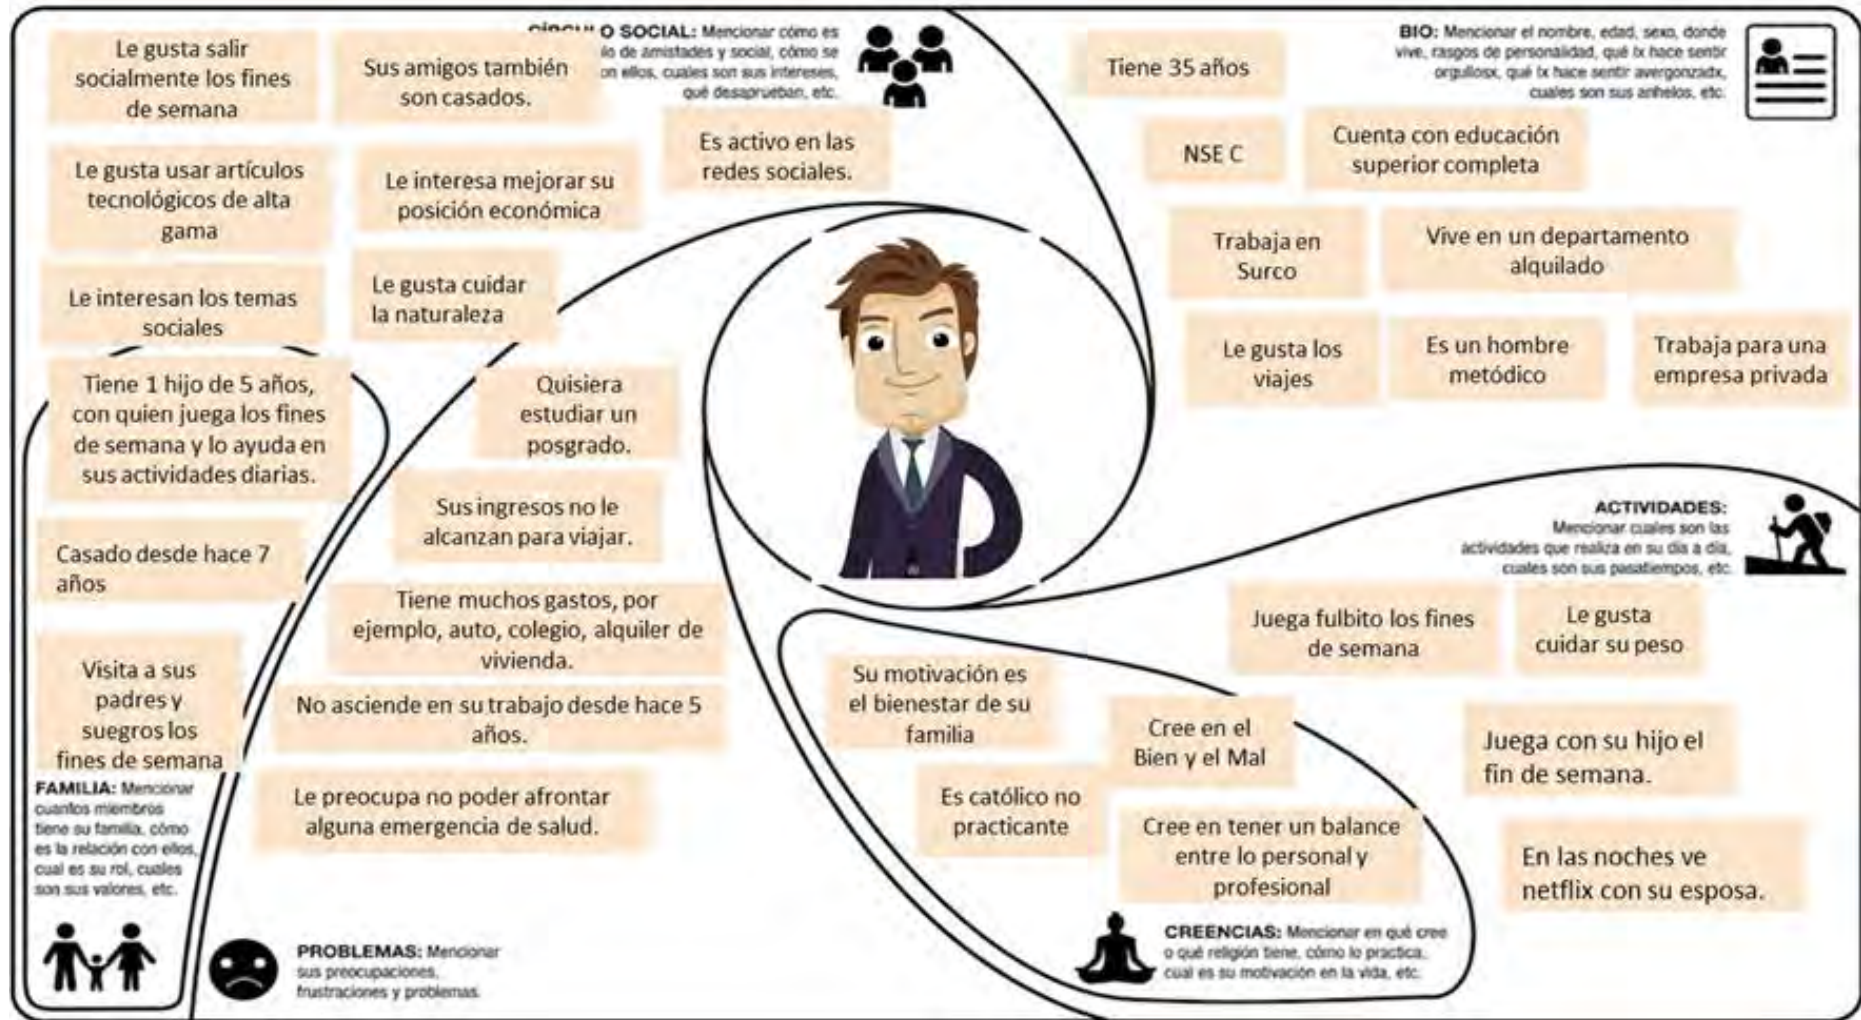 Le gusta salir
socialmente los fines
de semana
Sus amigos también
son casados.
O SOCIAL: Mencionar cómo es
lo de amistades y social, cómo se
on ellos, cuales son sus intereses,
qué desaprueban, etc.
Es activo en las
redes sociales.
Le gusta usar artículos
tecnológicos de alta
gama
Le interesa mejorar su
posición económica
Le interesan los temas
sociales
Le gusta cuidar
la naturaleza
BIO: Mencionar el nombre, edad, sexo, donde
vive, rasgos de personalidad, qué lx hace sentir
orgullosx, qué lx hace sentir avergonzadx,
cuales son sus anhelos, etc.
Tiene 35 años
NSE C
Cuenta con educación
superior completa
Trabaja en
Surco
Vive en un departamento
alquilado
Le gusta los
viajes
Es un hombre
metódico
Trabaja para una
empresa privada
Tiene 1 hijo de 5 años,
con quien juega los fines
de semana y lo ayuda en
sus actividades diarias.
Casado desde hace 7
años
Visita a sus
padres y
suegros los
fines de semana
FAMILIA: Mencionar
cuantos miembros
tiene su familia, cómo
es la relación con ellos,
cual es su rol, cuales
son sus valores, etc.
Quisiera
estudiar un
posgrado.
Sus ingresos no le
alcanzan para viajar.
Tiene muchos gastos, por
ejemplo, auto, colegio, alquiler de
vivienda.
No asciende en su trabajo desde hace 5
años.
Le preocupa no poder afrontar
alguna emergencia de salud.
PROBLEMAS: Mencionar
sus preocupaciones,
frustraciones y problemas.
Su motivación es
el bienestar de su
familia
Cree en el
Bien y el Mal
Es católico no
practicante
Cree en tener un balance
entre lo personal y
profesional
CREENCIAS: Mencionar en qué cree
o qué religión tiene, cómo lo practica,
cual es su motivación en la vida, etc.
ACTIVIDADES:
Mencionar cuales son las
actividades que realiza en su día a día,
cuales son sus pasatiempos, etc.
Juega fulbito los fines
de semana
Le gusta
cuidar su peso
Juega con su hijo el
fin de semana.
En las noches ve
netflix con su esposa.